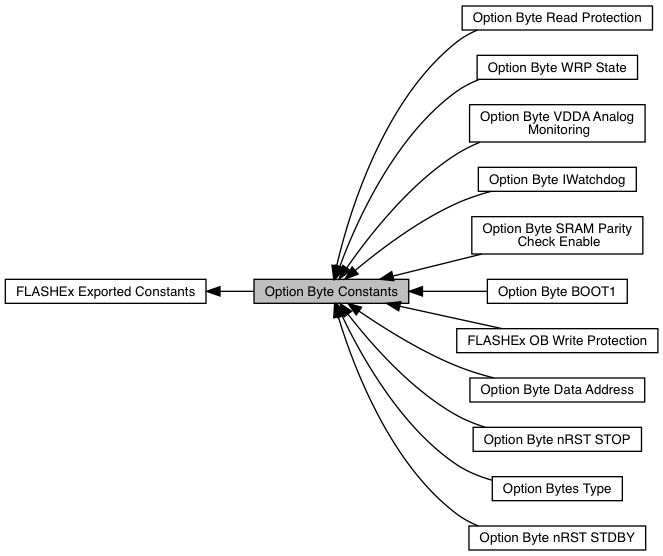 Option Byte Read Protection
Option Byte WRP State
Option Byte VDDA Analog
Monitoring
Option Byte IWatchdog
Option Byte SRAM Parity
Check Enable
FLASHEx Exported Constants
Option Byte Constants
Option Byte BOOT1
FLASHEx OB Write Protection
Option Byte Data Address
Option Byte nRST STOP
Option Bytes Type
Option Byte nRST STDBY